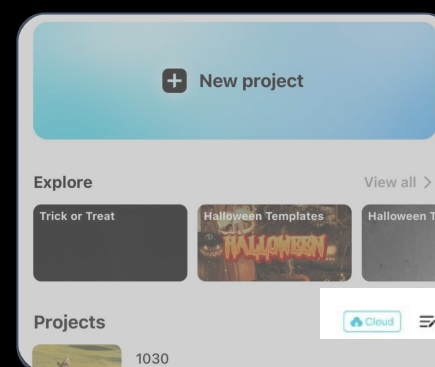 New project
Explore
View all >
Trick or Treat
Halloween Templates
Halloween T
HALLOWEEN
Projects
Cloud
1030